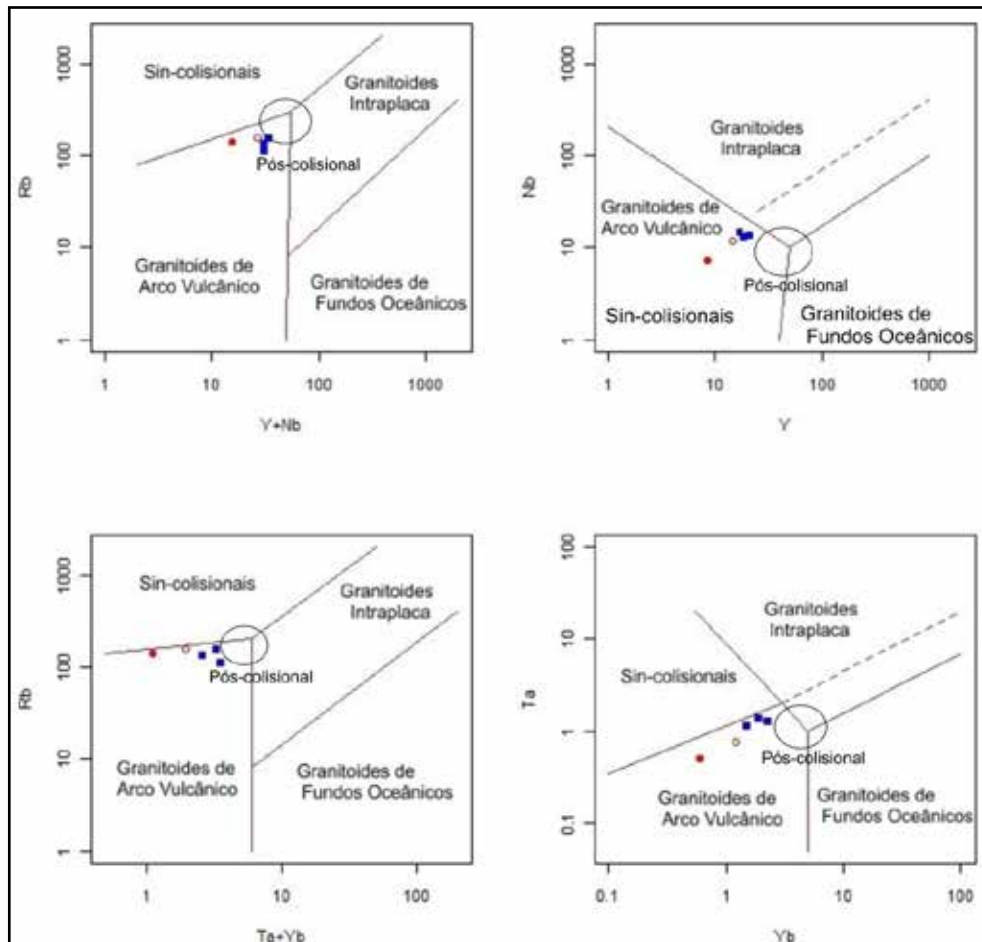 1000
100
10
1
Rb
Sin-colisionais
Granitoides
Intraplaca
Pós-colisional
Granitoides de
Arco Vulcânico
Granitoides de
Fundos Oceânicos
1
10
100
1000
Y+Nb
1000
100
10
1
Nb
Granitoides
Intraplaca
Granitoides de
Arco Vulcânico
Pós-colisional
Sin-colisionais
Granitoides de
Fundos Oceânicos
1
10
100
1000
Y
1000
100
10
1
Rb
Sin-colisionais
Granitoides
Intraplaca
Pós-colisional
Granitoides de
Arco Vulcânico
Granitoides de
Fundos Oceânicos
1
10
100
Ta+Yb
100
10
1
0.1
Ta
Granitoides
Intraplaca
Sin-colisionais
Pós-colisional
Granitoides de
Arco Vulcânico
Granitoides de
Fundos Oceânicos
0.1
1
10
100
Yb